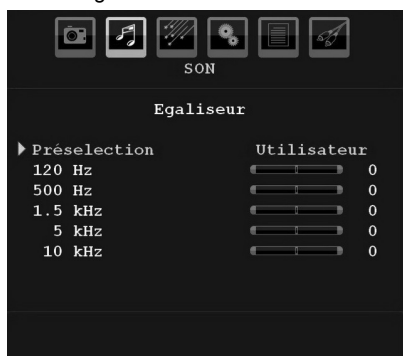 SON
Egaliseur
Préselection Utilisateur
120 Hz 0
500 Hz 0
1.5 kHz 0
5 kHz 0
10 kHz 0